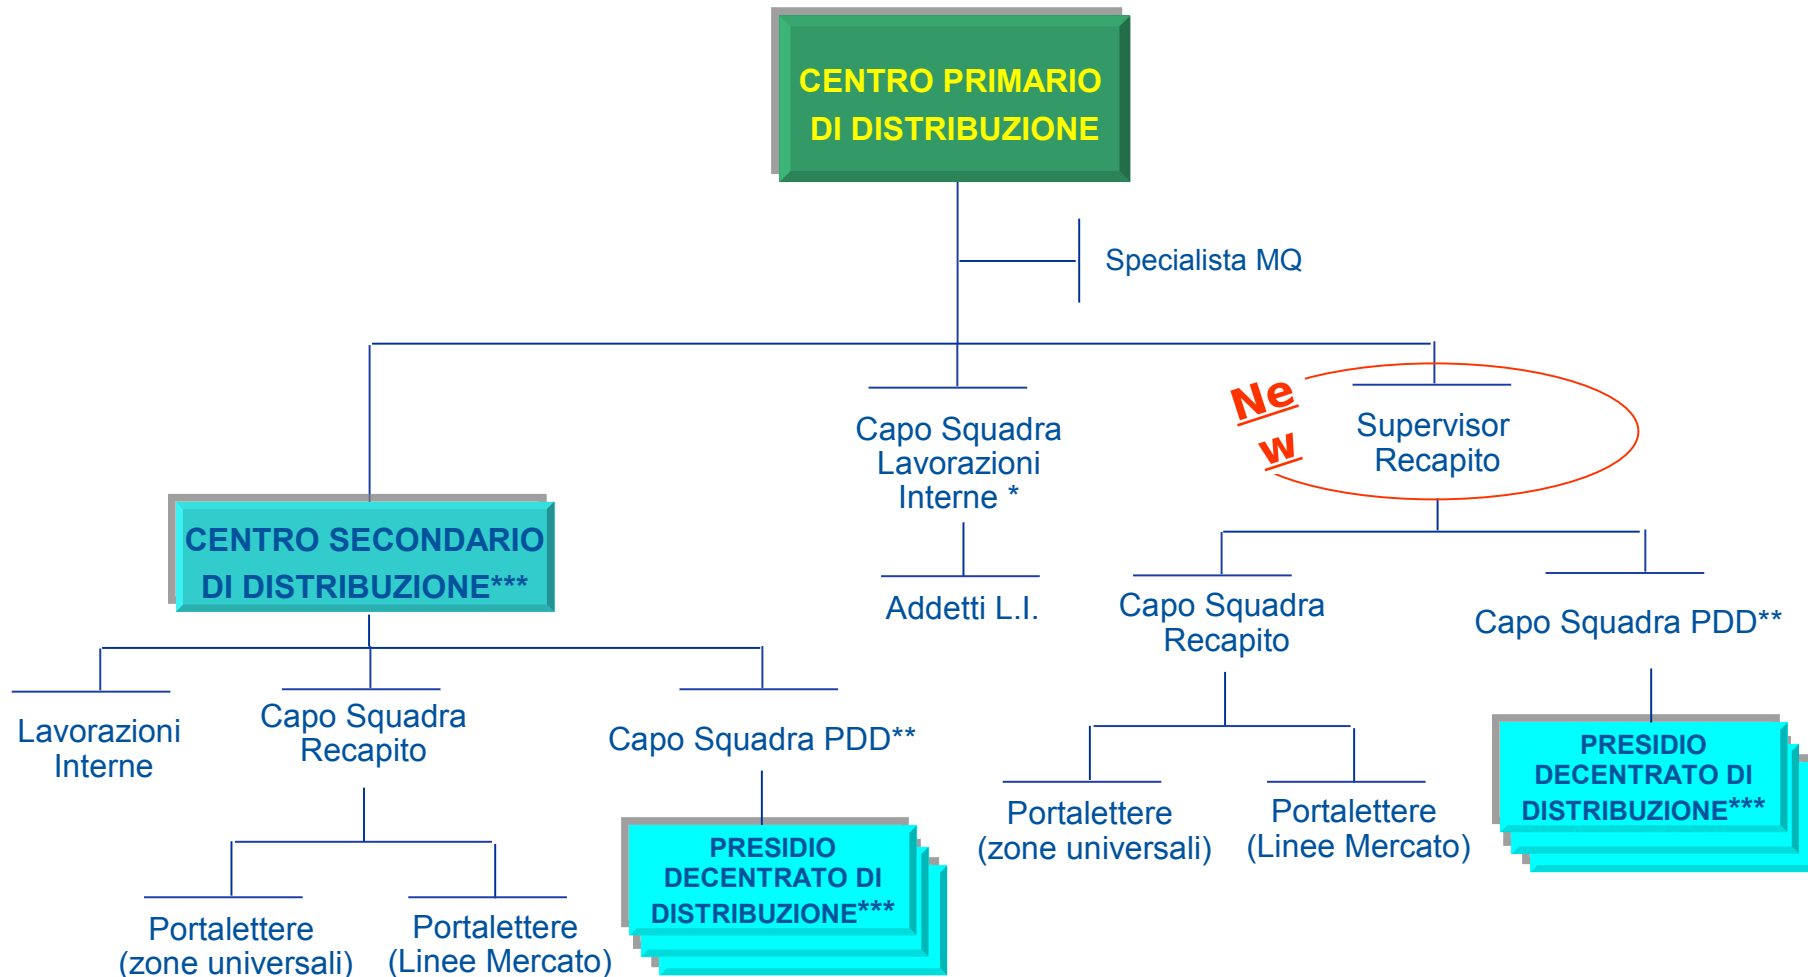 CENTRO PRIMARIO
DI DISTRIBUZIONE
Specialista MQ
Ne
w
Supervisor
Recapito
Capo Squadra
Lavorazioni
Interne *
CENTRO SECONDARIO
DI DISTRIBUZIONE***
Addetti L.I.
Capo Squadra
Recapito
Capo Squadra PDD**
Lavorazioni
Interne
Capo Squadra
Recapito
Capo Squadra PDD**
PRESIDIO
DECENTRATO DI
DISTRIBUZIONE***
Portalettere
(zone universali)
Portalettere
(Linee Mercato)
PRESIDIO
DECENTRATO DI
DISTRIBUZIONE***
Portalettere
(zone universali)
Portalettere
(Linee Mercato)